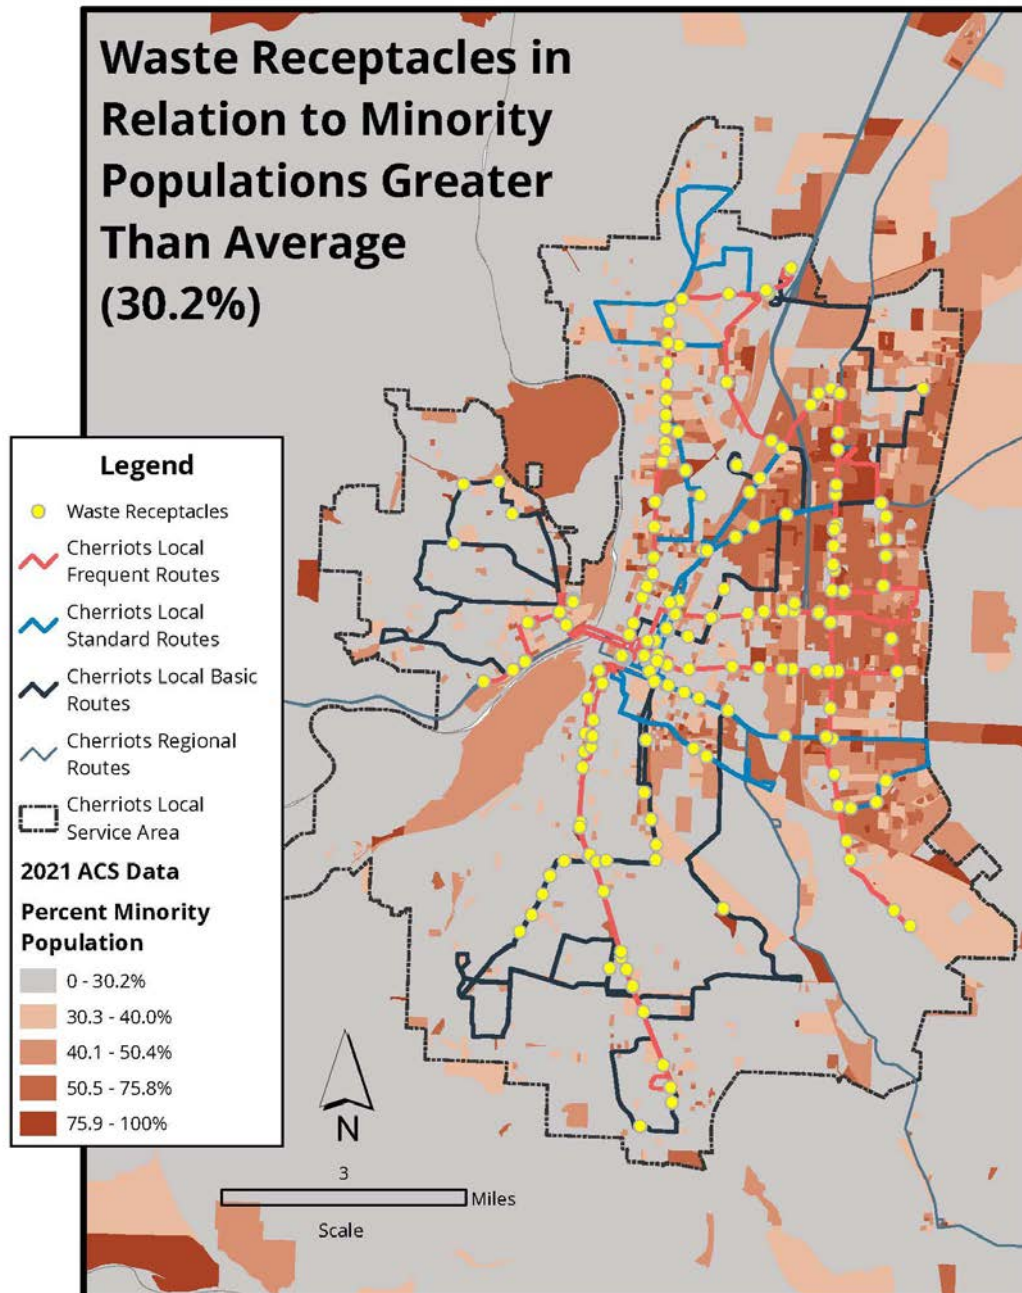 Waste Receptacles in
Relation to Minority
Populations Greater
Than Average
(30.2%)
Legend
Waste Receptacles
Cherriots Local
Frequent Routes
Cherriots Local
Standard Routes
Cherriots Local Basic
Routes
Cherriots Regional
Routes
Cherriots Local
Service Area
2021 ACS Data
Percent Minority
Population
0 - 30.2%
30.3 - 40.0%
40.1 - 50.4%
50.5 - 75.8%
75.9 - 100%
N
3
Miles
Scale